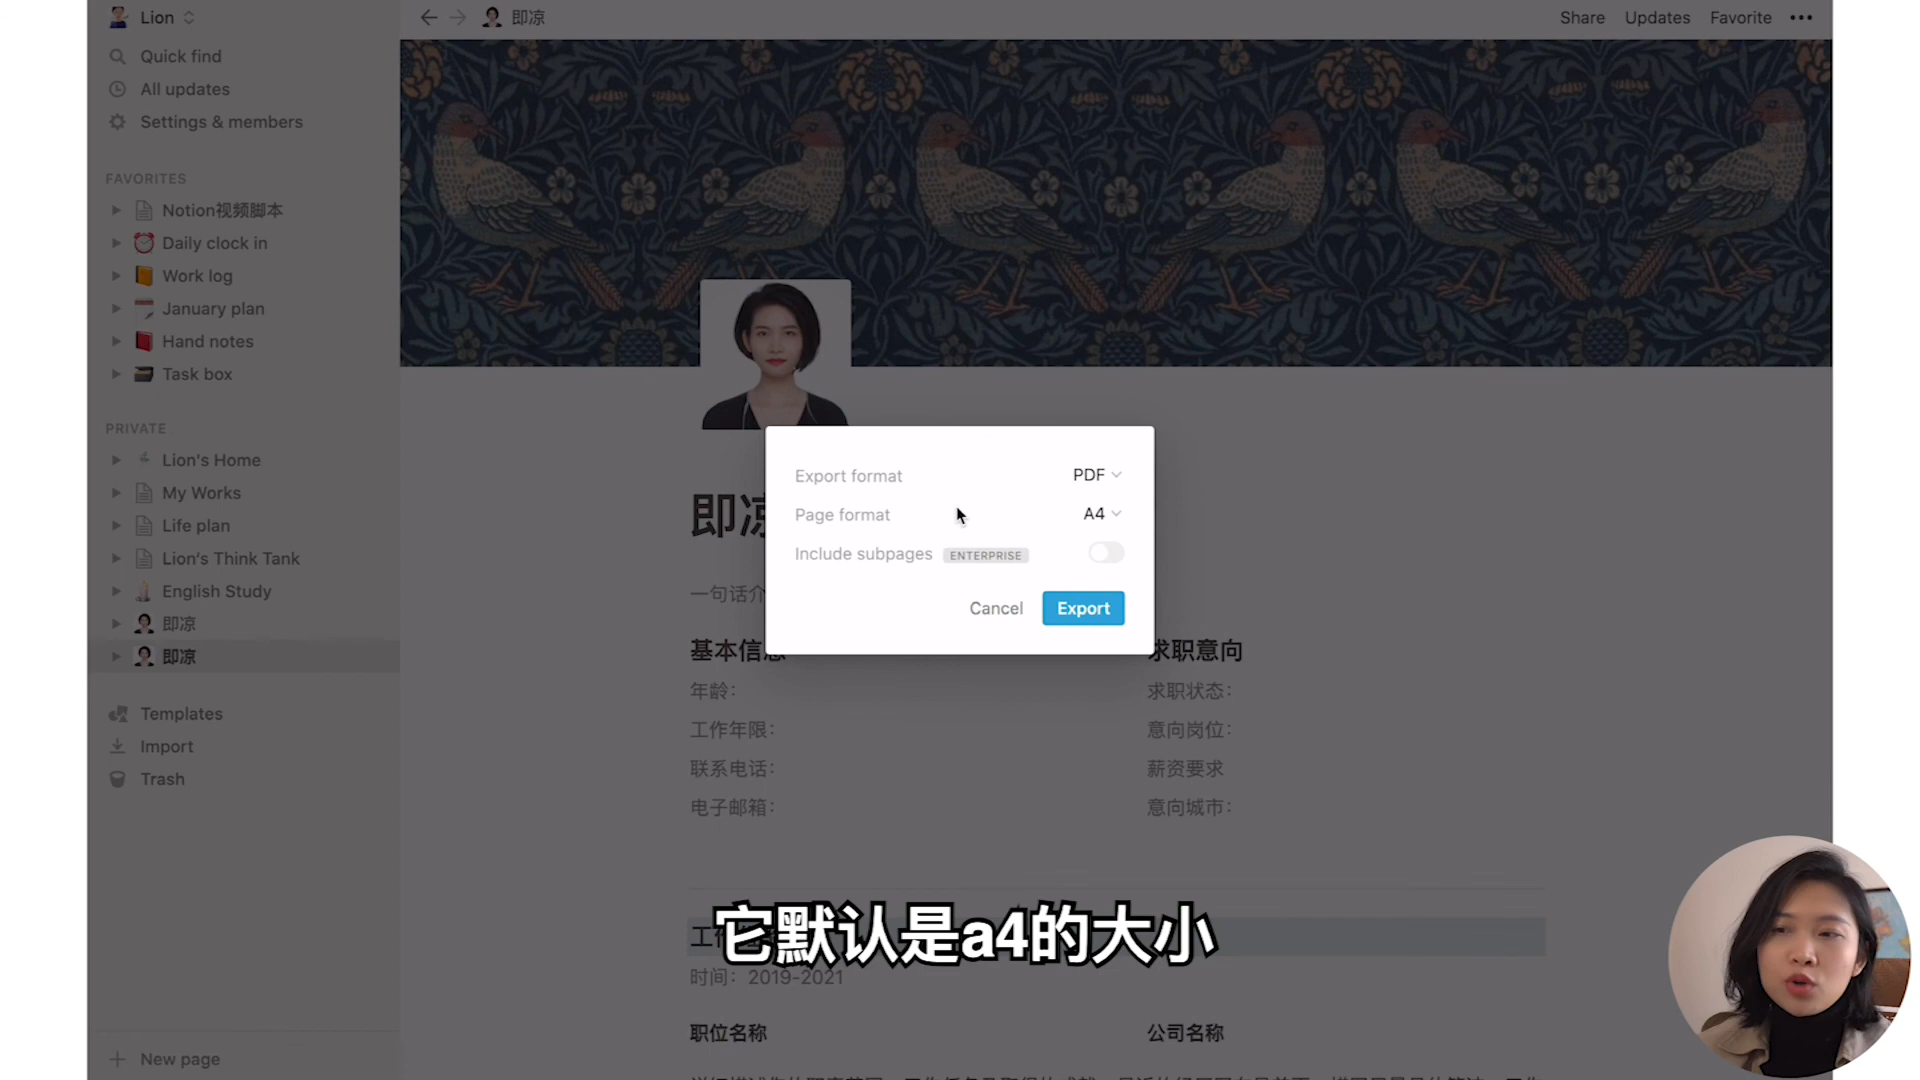 Lion
即凉
Share
Updates
Favorite
Quick find
All updates
Settings & members
FAVORITES
Notion视频脚本
Daily clock in
Work log
January plan
Hand notes
Task box
PRIVATE
Lion's Home
My Works
Life plan
Lion's Think Tank
English Study
即凉
即凉
Templates
Import
Trash
New page
即
Export format
PDF
Page format
A4
Include subpages
ENTERPRISE
Cancel
Export
一句话介
基本信息
求职意向
年龄：
求职状态：
工作年限：
意向岗位：
联系电话：
薪资要求
电子邮箱：
意向城市：
工
它默认是a4的大小
时间：2019-2021
职位名称
公司名称